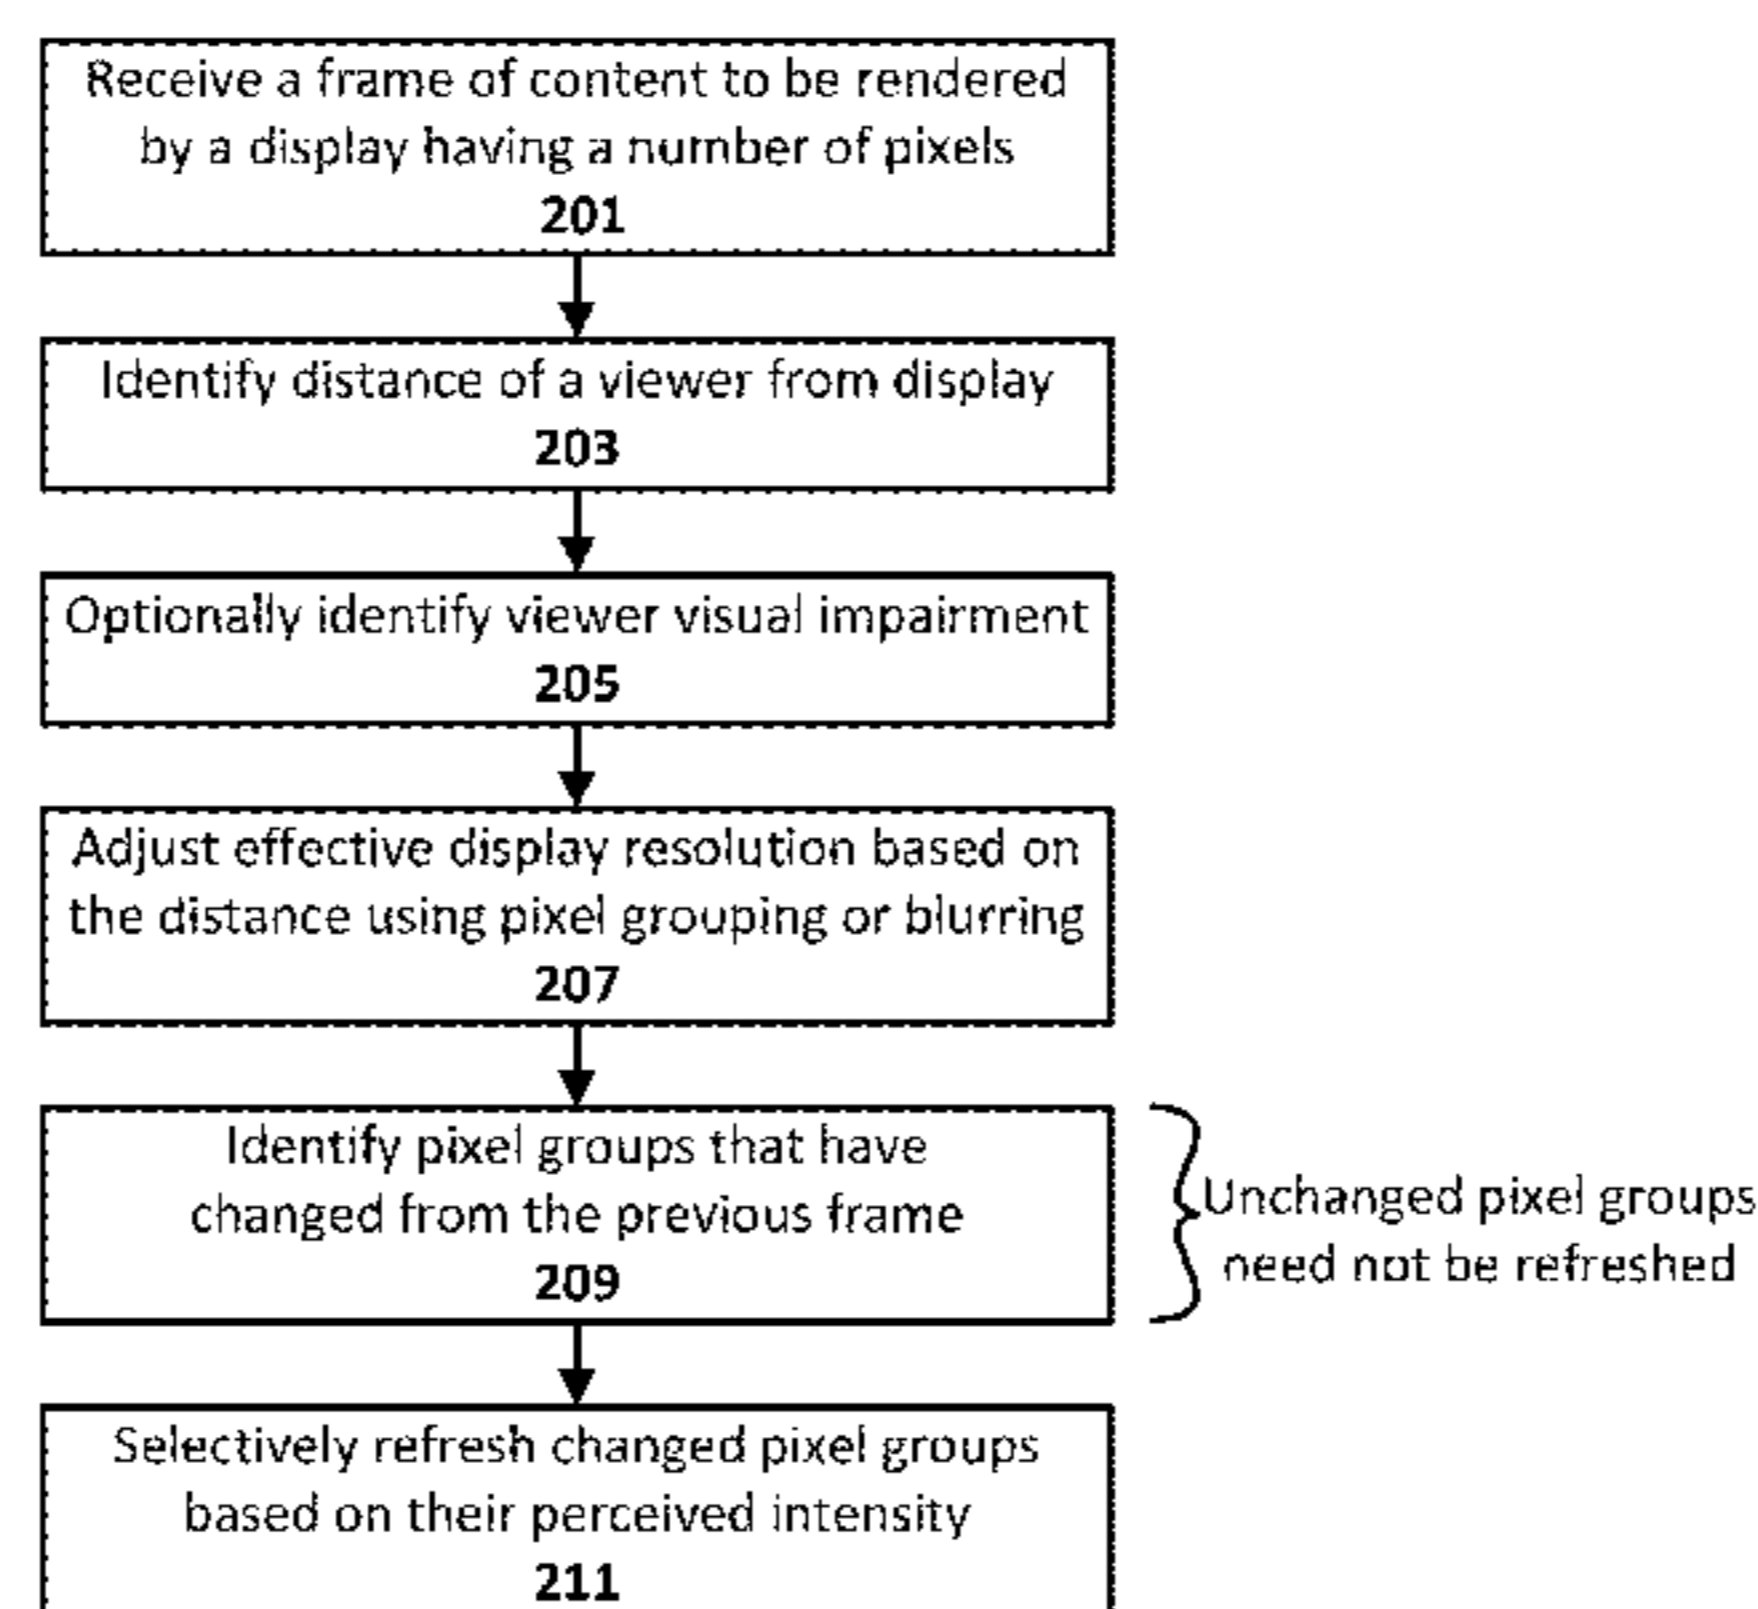 Receive a frame of content to be rendered
by a display having a number of pixels
201
Identify distance of a viewer from display
203
Optionally identify viewer visual impairment
205
Adjust effective display resolution based on
the distance using pixel grouping or blurring
207
Identify pixel groups that have
changed from the previous frame
209
Unchanged pixel groups
need not be refreshed
Selectively refresh changed pixel groups
based on their perceived intensity
211